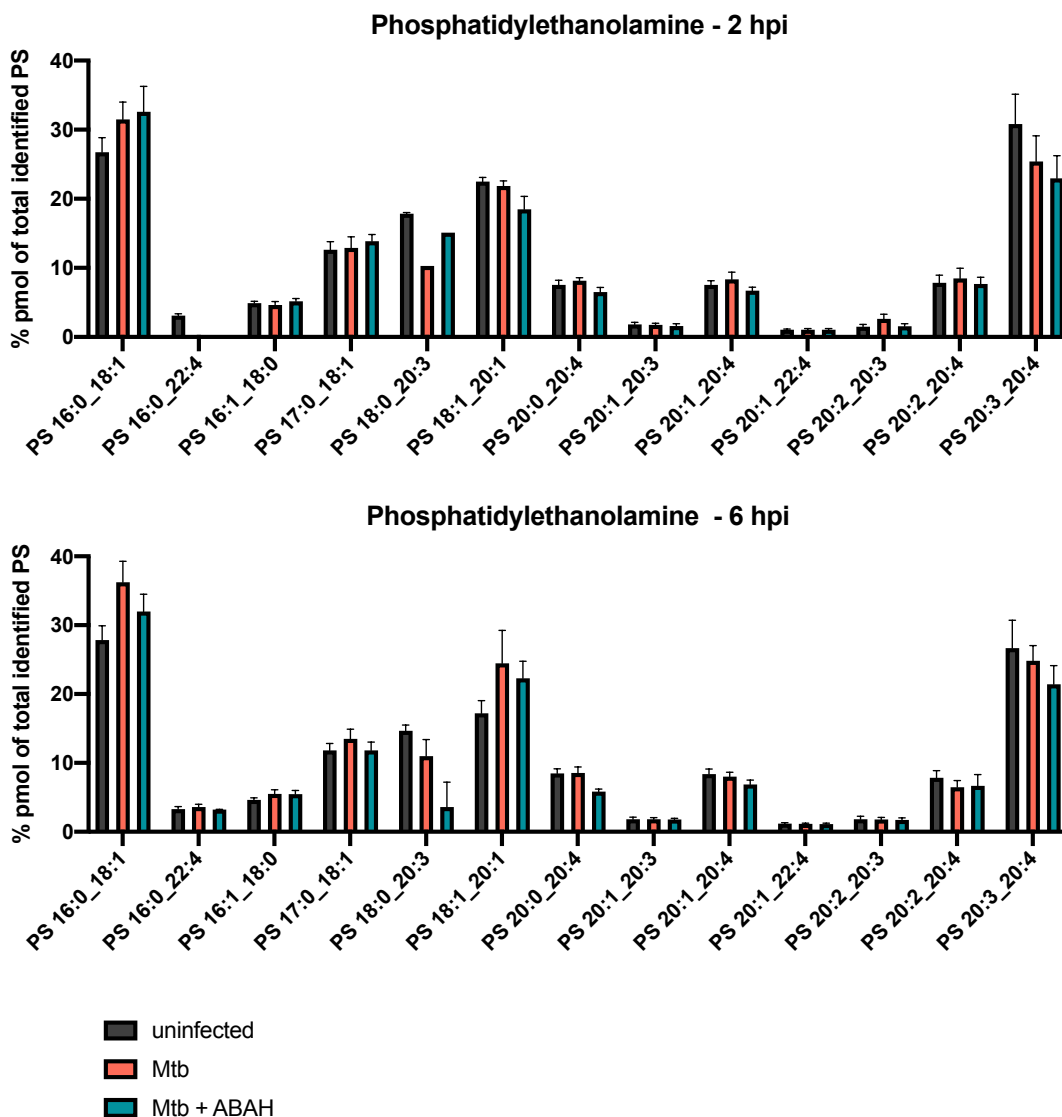 Phosphatidylethanolamine - 2 hpi
% pmol of total identified PS
40
30
20
10
0
PS 16:0_18:1
PS 16:0_22:4
PS 16:1_18:0
PS 17:0_18:1
PS 18:0_20:3
PS 18:1_20:1
PS 20:0_20:4
PS 20:1_20:3
PS 20:1_20:4
PS 20:1_22:4
PS 20:2_20:3
PS 20:2_20:4
PS 20:3_20:4
Phosphatidylethanolamine - 6 hpi
% pmol of total identified PS
40
30
20
10
0
PS 16:0_18:1
PS 16:0_22:4
PS 16:1_18:0
PS 17:0_18:1
PS 18:0_20:3
PS 18:1_20:1
PS 20:0_20:4
PS 20:1_20:3
PS 20:1_20:4
PS 20:1_22:4
PS 20:2_20:3
PS 20:2_20:4
PS 20:3_20:4
uninfected
Mtb
Mtb + ABAH